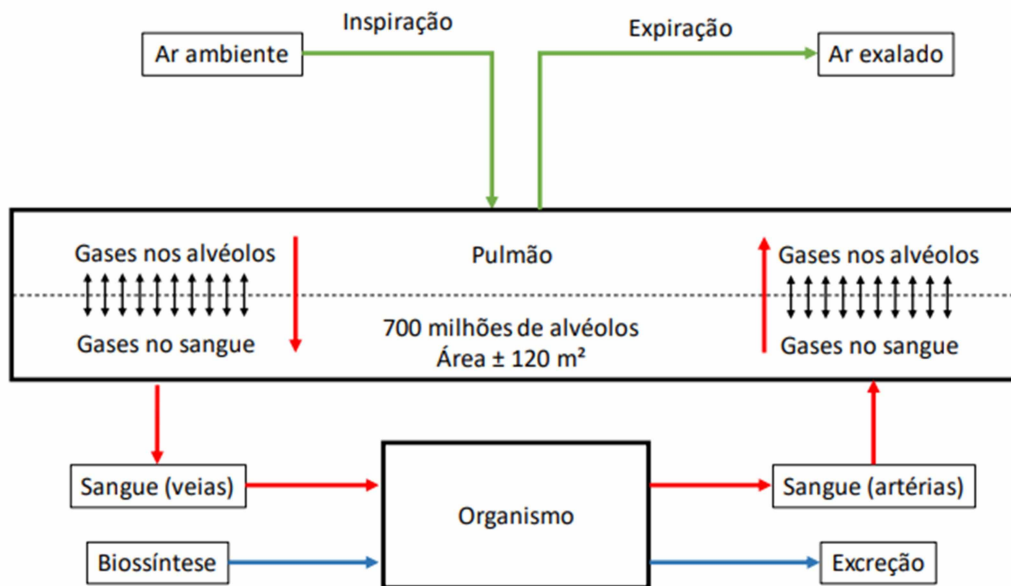 Inspiração
Expiração
Ar ambiente
Ar exalado
Gases nos alvéolos
Pulmão
Gases nos alvéolos
700 milhões de alvéolos
Área ± 120 m²
Gases no sangue
Gases no sangue
Sangue (veias)
Organismo
Sangue (artérias)
Biossíntese
Excreção